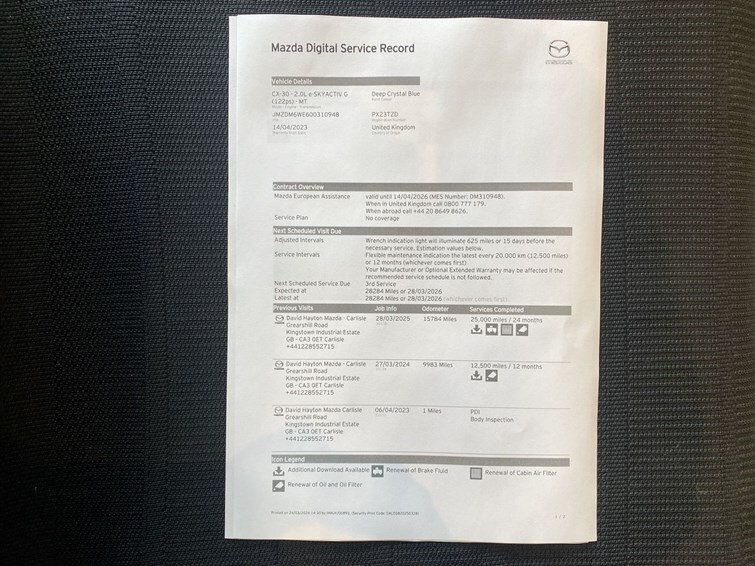 Mazda Digital Service Record
mazda
Vehicle Details
CX-30 - 2.0L e-SKYACTIV G Deep Crystal Blue
(122ps) - MT
JMZDM6WE600310948 PX23TZD
14/04/2023 United Kingdom
Contract Overview
Mazda European Assistance valid until 14/04/2026 (MES Number: DM310948).
When in United Kingdom call 0800 777 179.
When abroad call +44 20 8649 8626.
Service Plan No coverage
Next Scheduled Visit Due
Adjusted Intervals Wrench indication light will illuminate 625 miles or 15 days before the
necessary service. Estimation values below.
Service Intervals Flexible maintenance indication the latest every 20.000 km (12.500 miles)
or 12 months (whichever comes first)
Your Manufacturer or Optional Extended Warranty may be affected if the
recommended service schedule is not followed.
Next Scheduled Service Due 3rd Service
Expected at 28284 Miles or 28/03/2026
Latest at 28284 Miles or 28/03/2026 (whichever comes first)
Previous Visits Job Info Odometer Services Completed
David Hayton Mazda - Carlisle 28/03/2025 15784 Miles 25,000 miles / 24 months
Grearshill Road
Kingstown Industrial Estate
GB - CA3 0ET Carlisle
+441228552715
David Hayton Mazda - Carlisle 27/03/2024 9983 Miles 12,500 miles / 12 months
Grearshill Road
Kingstown Industrial Estate
GB - CA3 0ET Carlisle
+441228552715
David Hayton Mazda Carlisle 06/04/2023 1 Miles PDI
Grearshill Road Body Inspection
Kingstown Industrial Estate
GB - CA3 0ET Carlisle
+441228552715
Icon Legend
Additional Download Available Renewal of Brake Fluid Renewal of Cabin Air Filter
Renewal of Oil and Oil Filter